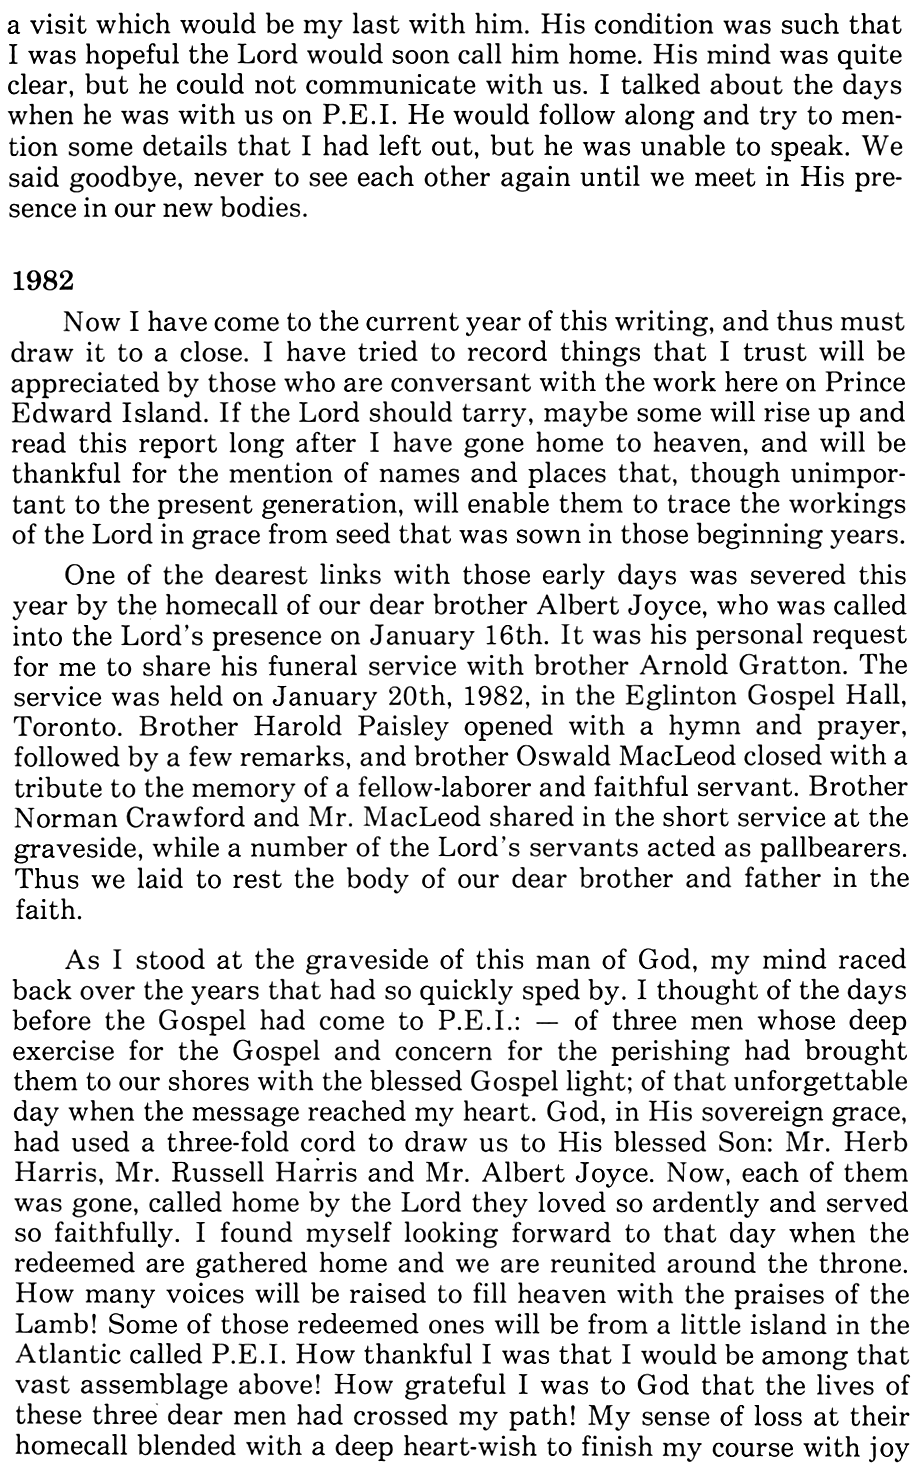 a visit which would be my last with him. His condition was such that
I was hopeful the Lord would soon call him home. His mind was quite
clear, but he could not communicate with us. I talked about the days
when he was with us on P.E.I. He would follow along and try to men-
tion some details that I had left out, but he was unable to speak. We
said goodbye, never to see each other again until we meet in His pre-
sence in our new bodies.
1982
Now I have come to the current year of this writing, and thus must
draw it to a close. I have tried to record things that I trust will be
appreciated by those who are conversant with the work here on Prince
Edward Island. If the Lord should tarry, maybe some will rise up and
read this report long after I have gone home to heaven, and will be
thankful for the mention of names and places that, though unimpor-
tant to the present generation, will enable them to trace the workings
of the Lord in grace from seed that was sown in those beginning years.
One of the dearest links with those early days was severed this
year by the homecall of our dear brother Albert Joyce, who was called
into the Lord's presence on January 16th. It was his personal request
for me to share his funeral service with brother Arnold Gratton. The
service was held on January 20th, 1982, in the Eglinton Gospel Hall,
Toronto. Brother Harold Paisley opened with a hymn and prayer,
followed by a few remarks, and brother Oswald MacLeod closed with a
tribute to the memory of a fellow-laborer and faithful servant. Brother
Norman Crawford and Mr. MacLeod shared in the short service at the
graveside, while a number of the Lord's servants acted as pallbearers.
Thus we laid to rest the body of our dear brother and father in the
faith.
As I stood at the graveside of this man of God, my mind raced
back over the years that had so quickly sped by. I thought of the days
before the Gospel had come to P.E.I.: — of three men whose deep
exercise for the Gospel and concern for the perishing had brought
them to our shores with the blessed Gospel light; of that unforgettable
day when the message reached my heart. God, in His sovereign grace,
had used a three-fold cord to draw us to His blessed Son: Mr. Herb
Harris, Mr. Russell Harris and Mr. Albert Joyce. Now, each of them
was gone, called home by the Lord they loved so ardently and served
so faithfully. I found myself looking forward to that day when the
redeemed are gathered home and we are reunited around the throne.
How many voices will be raised to fill heaven with the praises of the
Lamb! Some of those redeemed ones will be from a little island in the
Atlantic called P.E.I. How thankful I was that I would be among that
vast assemblage above! How grateful I was to God that the lives of
these three dear men had crossed my path! My sense of loss at their
homecall blended with a deep heart-wish to finish my course with joy